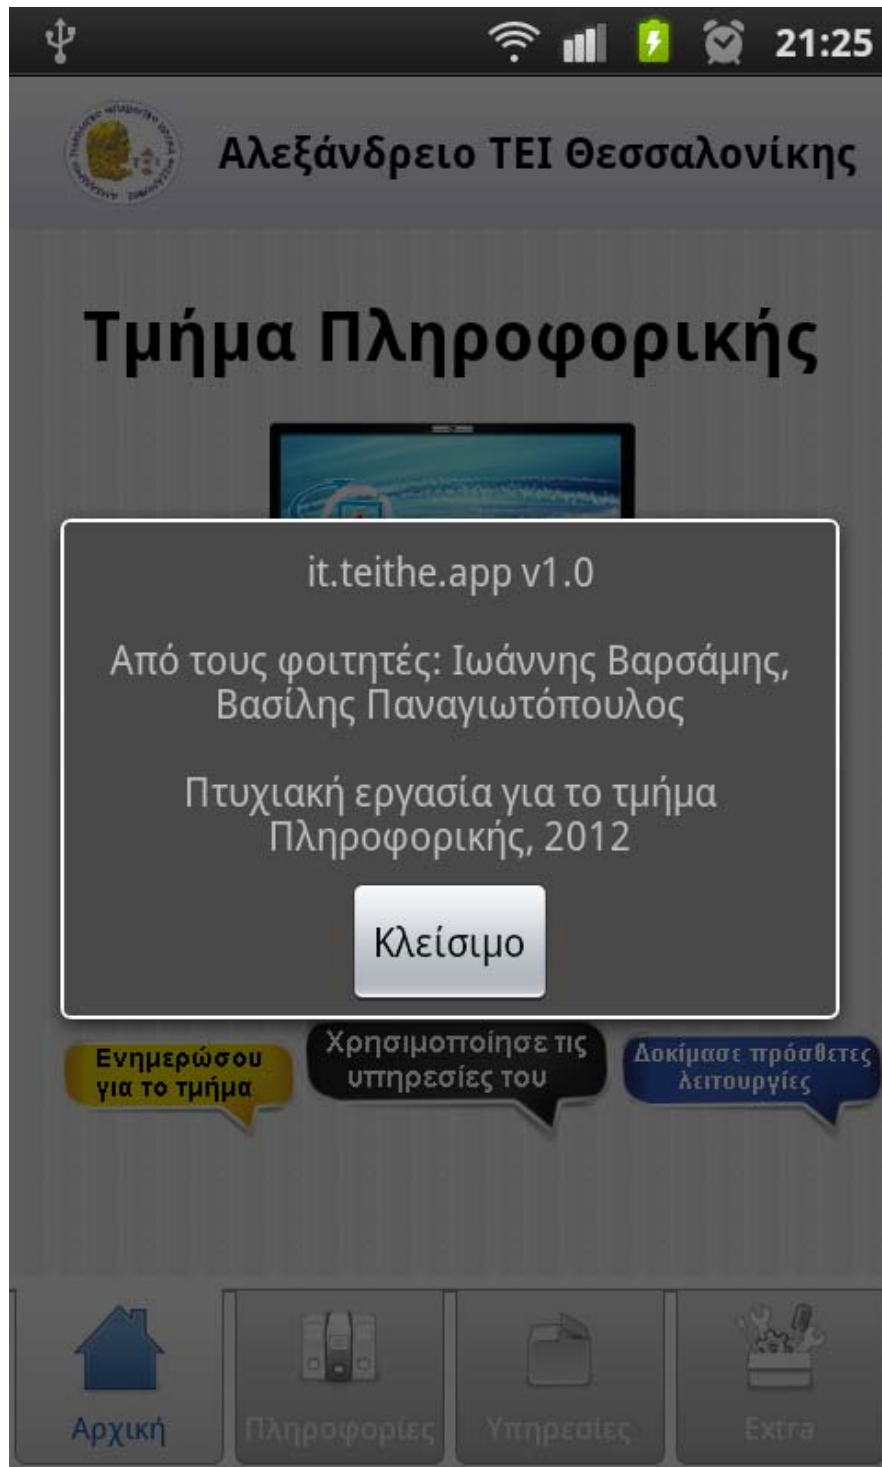 21:25
Αλεξάνδρειο ΤΕΙ Θεσσαλονίκης
Τμήμα Πληροφορικής
it.teithe.app v1.0
Από τους φοιτητές: Ιωάννης Βαρσάμης,
Βασίλης Παναγιωτόπουλος
Πτυχιακή εργασία για το τμήμα
Πληροφορικής, 2012
Κλείσιμο
Ενημερώσου
για το τμήμα
Χρησιμοποίησε τις
υπηρεσίες του
Δοκίμασε πρόσθετες
λειτουργίες
Αρχική
Πληροφορίες
Υπηρεσίες
Extra